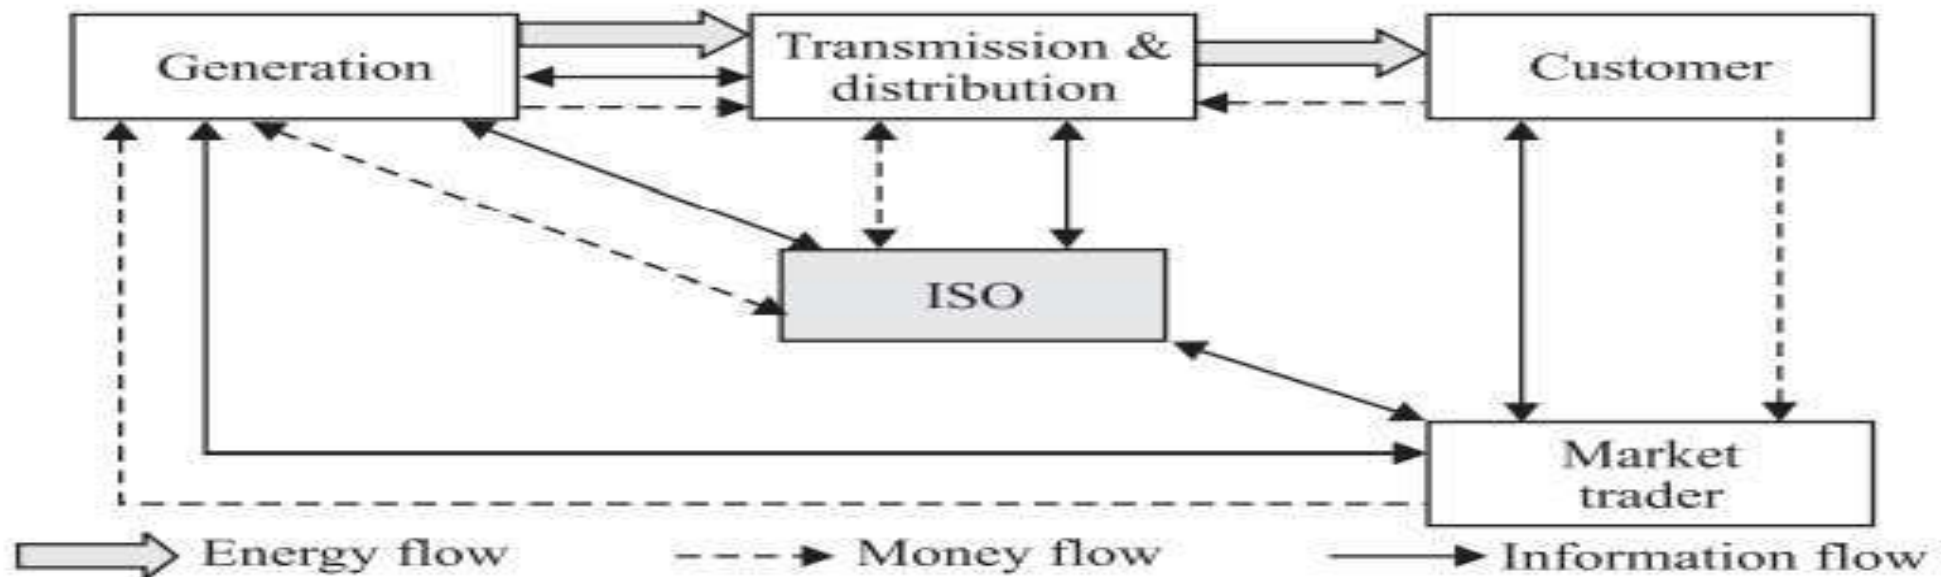 Generation
Transmission &
distribution
Customer
ISO
Market
trader
Energy flow
Money flow
Information flow